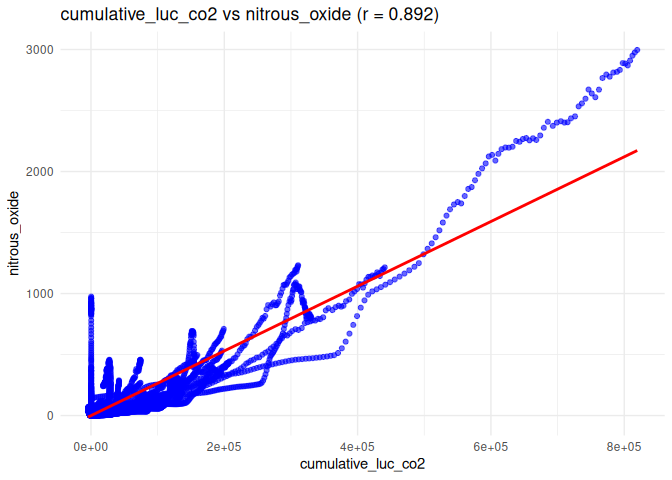 cumulative_luc_co2 vs nitrous_oxide (r = 0.892)
3000
2000
1000
0
nitrous_oxide
0e+00 2e+05 4e+05 6e+05 8e+05
cumulative_luc_co2